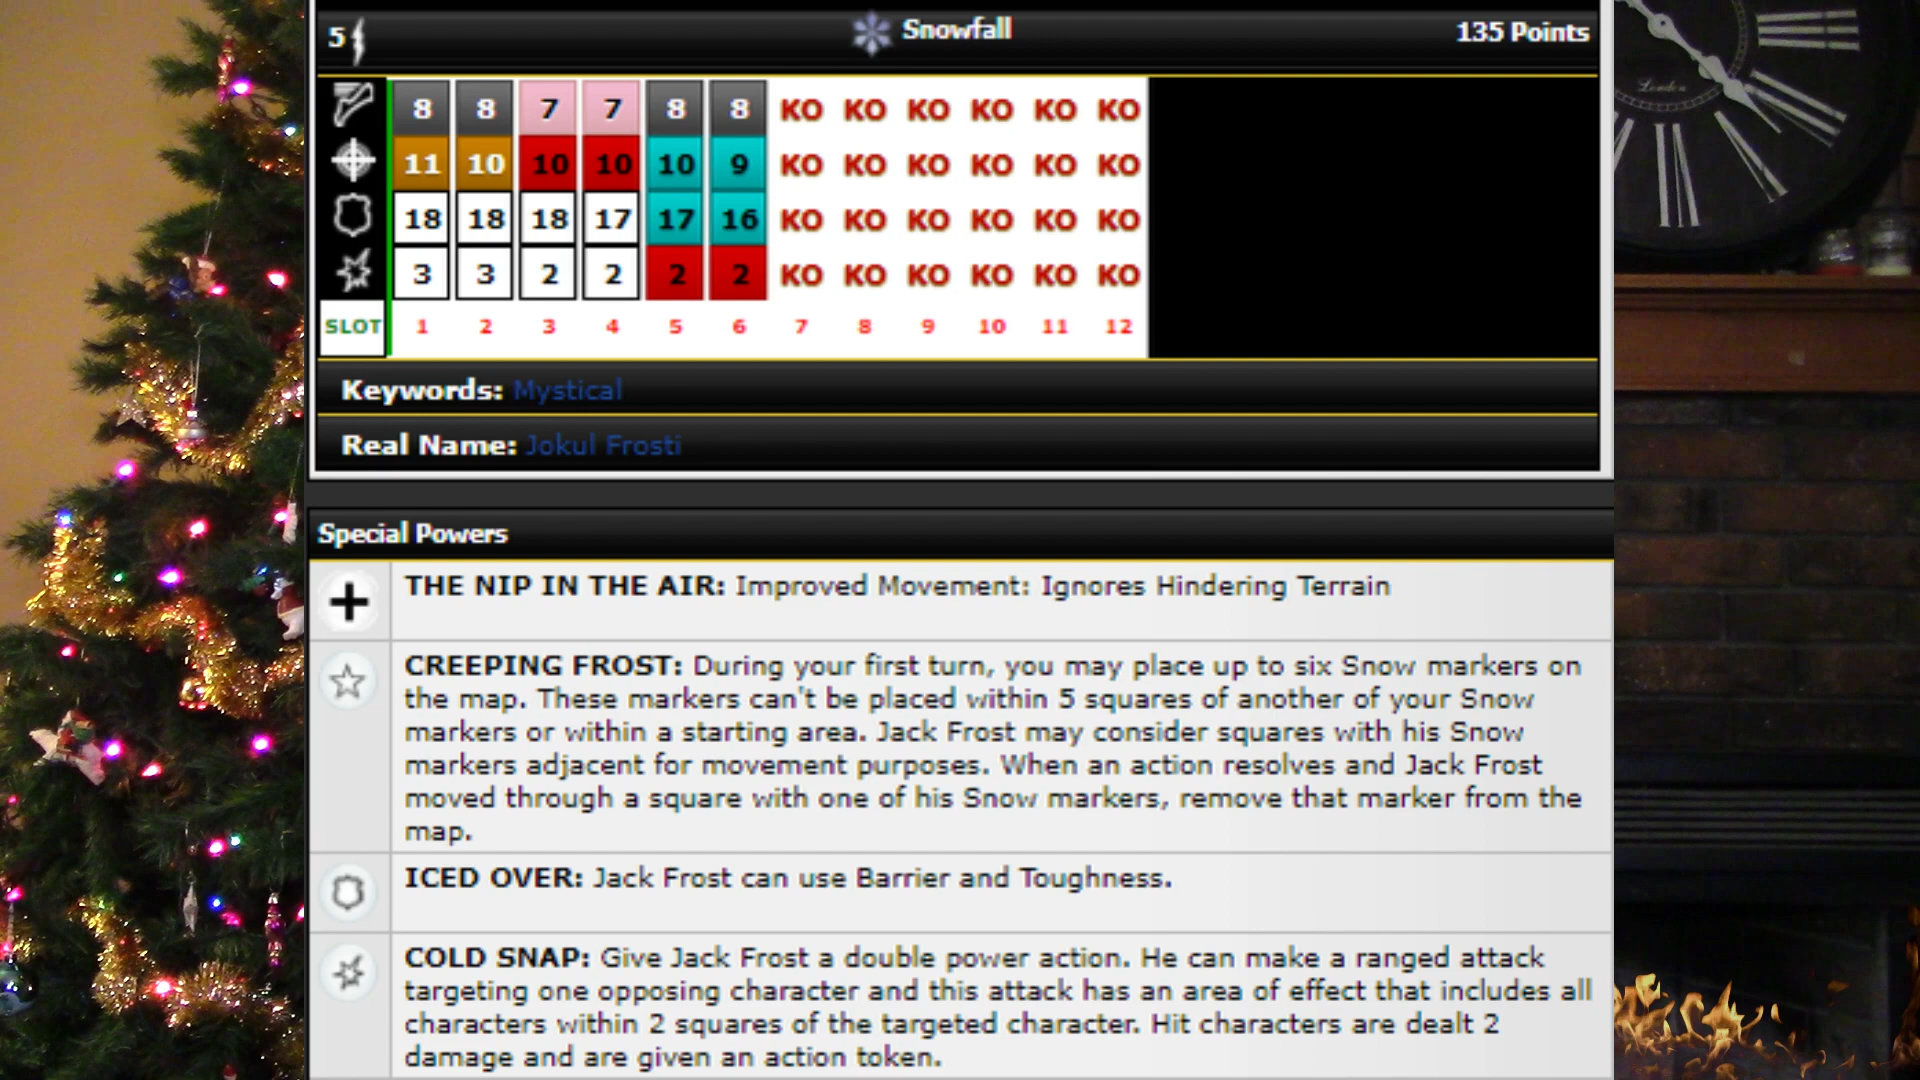 5 Snowfall 135 Points
8 8 7 7 8 8 KO KO KO KO KO KO
11 10 10 10 10 9 KO KO KO KO KO KO
18 18 18 17 17 16 KO KO KO KO KO KO
3 3 2 2 2 2 KO KO KO KO KO KO
SLOT 1 2 3 4 5 6 7 8 9 10 11 12
Keywords: Mystical
Real Name: Jokul Frosti
Special Powers
THE NIP IN THE AIR: Improved Movement: Ignores Hindering Terrain
CREEPING FROST: During your first turn, you may place up to six Snow markers on
the map. These markers can't be placed within 5 squares of another of your Snow
markers or within a starting area. Jack Frost may consider squares with his Snow
markers adjacent for movement purposes. When an action resolves and Jack Frost
moved through a square with one of his Snow markers, remove that marker from the
map.
ICED OVER: Jack Frost can use Barrier and Toughness.
COLD SNAP: Give Jack Frost a double power action. He can make a ranged attack
targeting one opposing character and this attack has an area of effect that includes all
characters within 2 squares of the targeted character. Hit characters are dealt 2
damage and are given an action token.
London